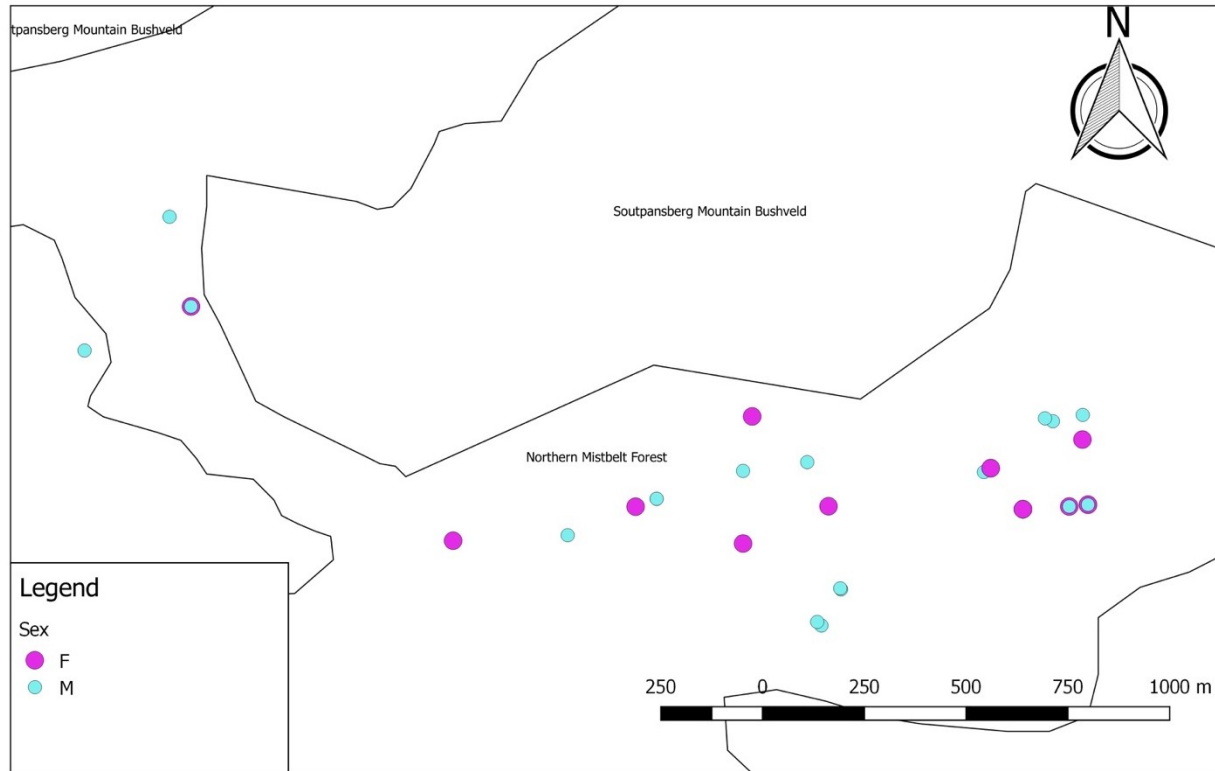 tpansberg Mountain Bushveld
N
Soutpansberg Mountain Bushveld
Northern Mistbelt Forest
Legend
Sex
F
M
250 0 250 500 750 1000 m